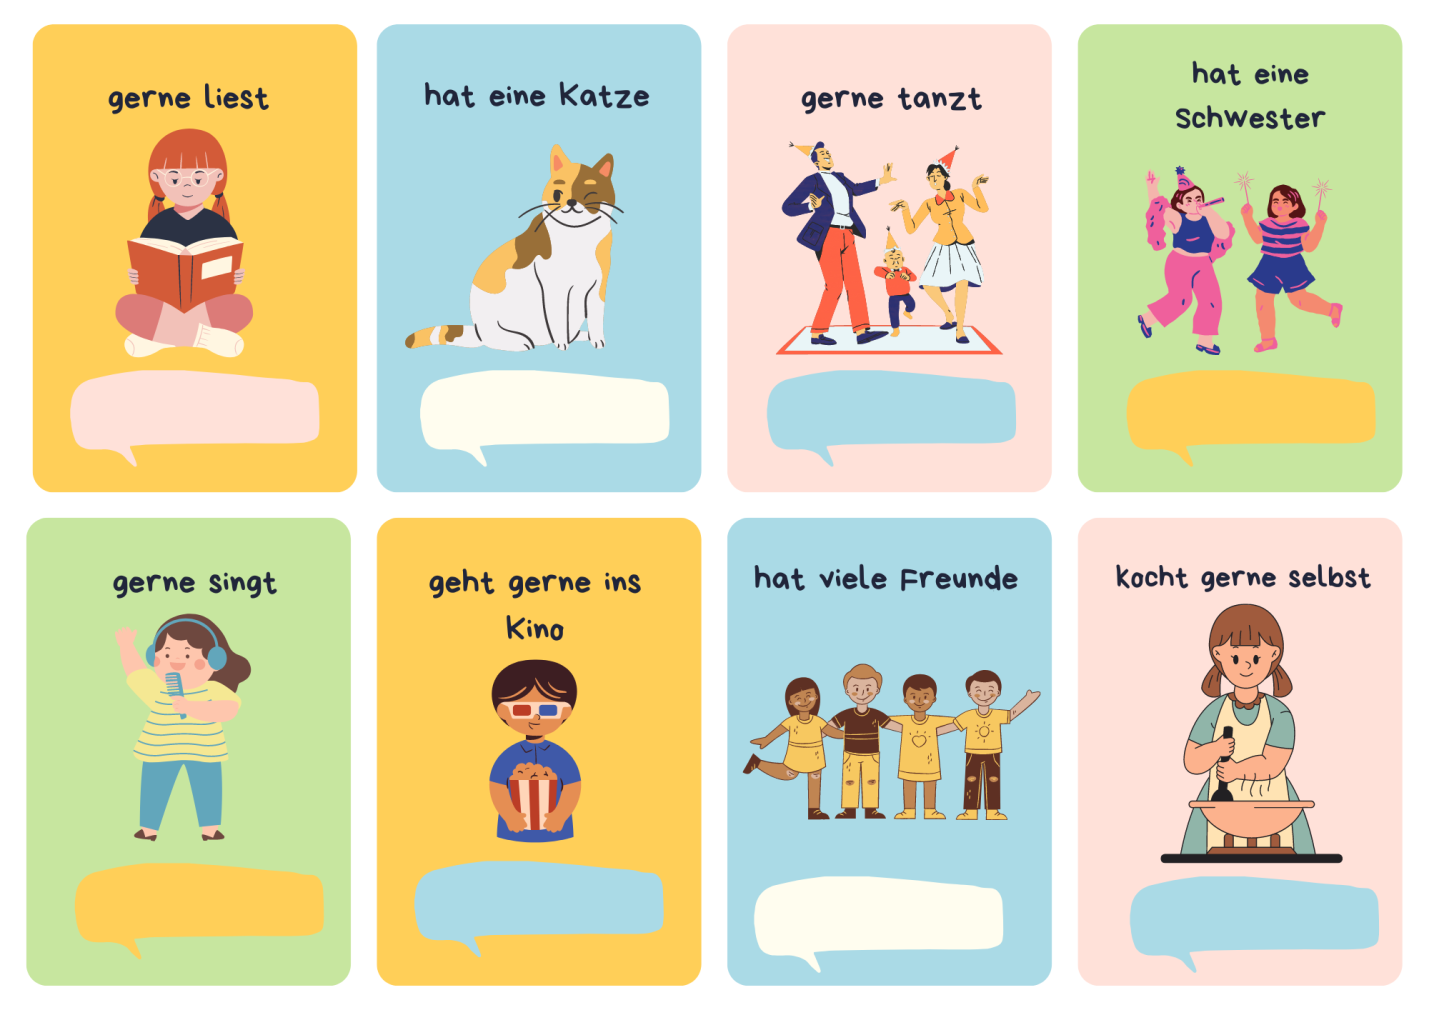 gerne liest
hat eine Katze
gerne tanzt
hat eine
Schwester
gerne singt
geht gerne ins
Kino
hat viele Freunde
kocht gerne selbst